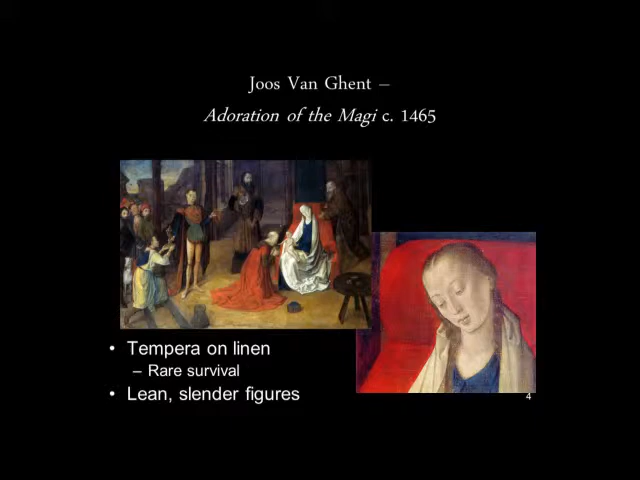 Joos Van Ghent –
Adoration of the Magi c. 1465
• Tempera on linen
– Rare survival
• Lean, slender figures
4